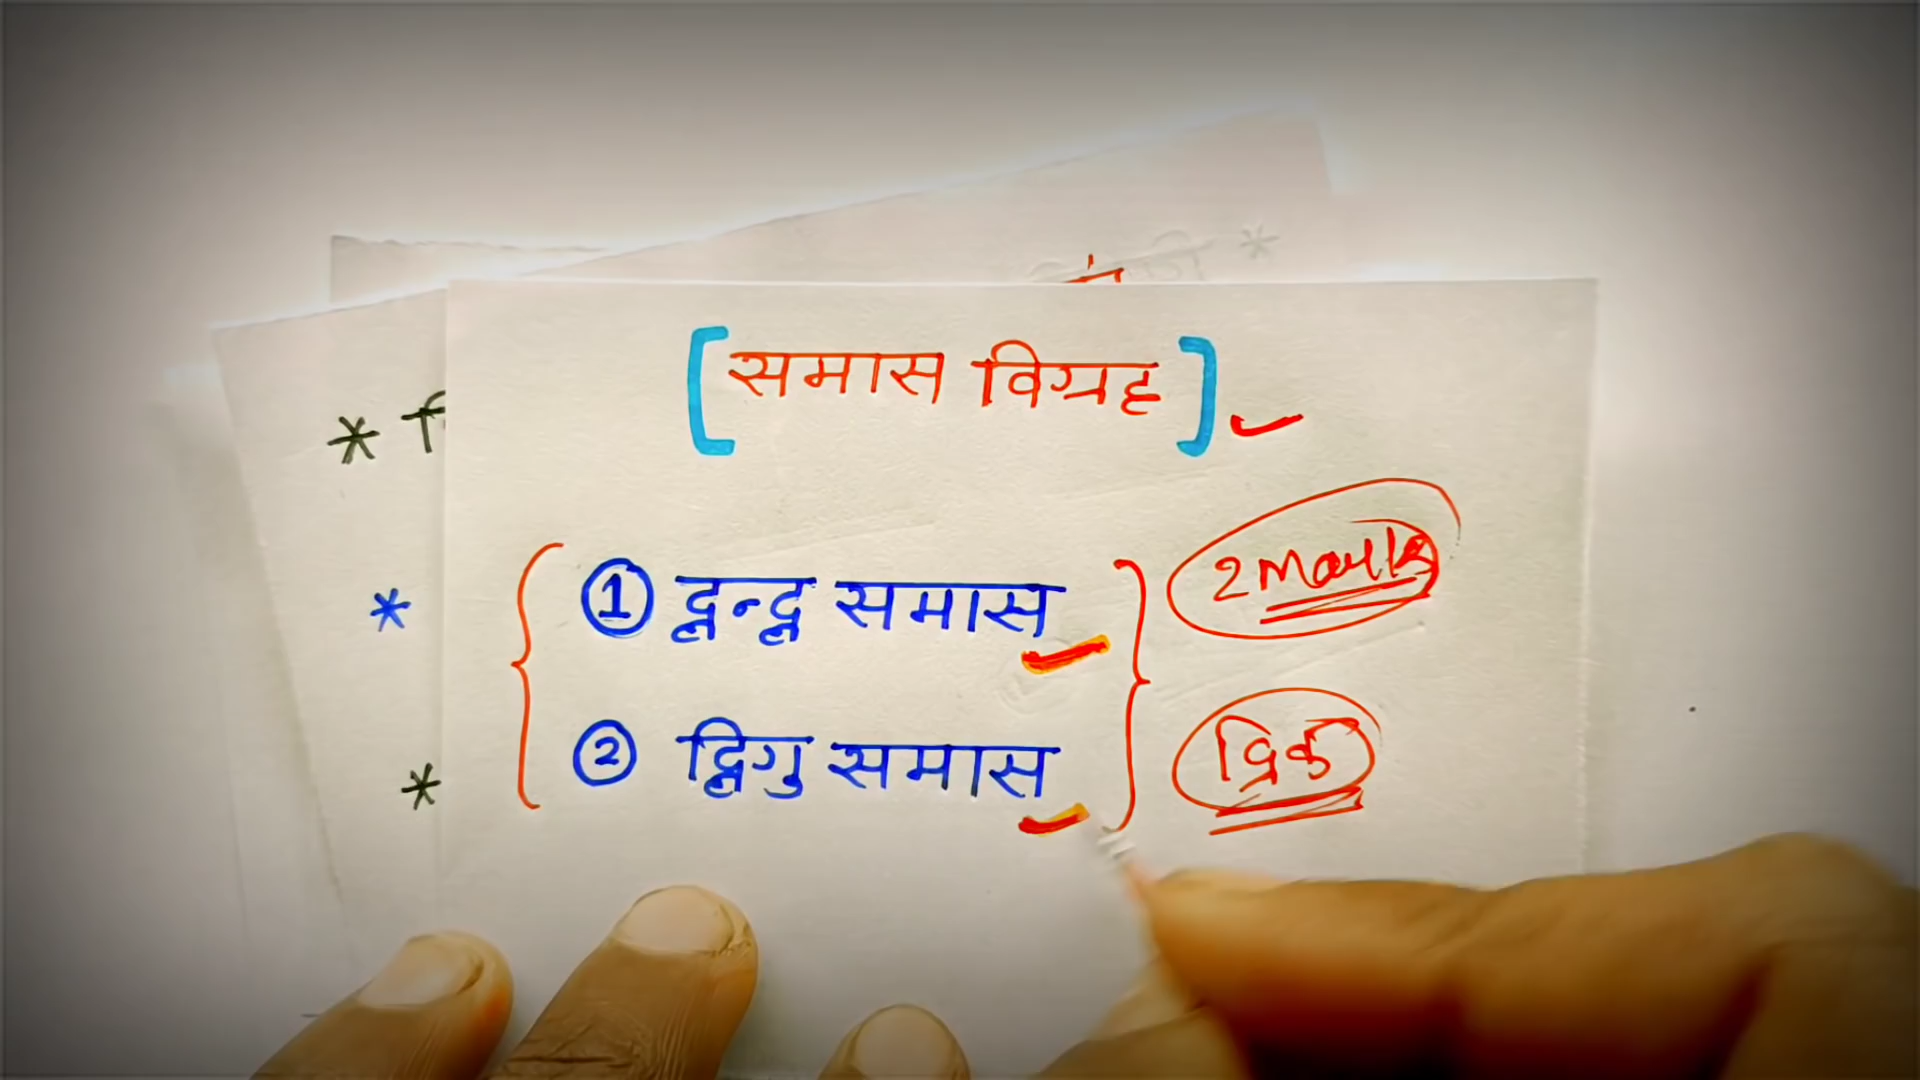 [समास विग्रह]
* f
① द्वन्द्व समास
2 Marks
*
② द्विगु समास
ट्रिक
*